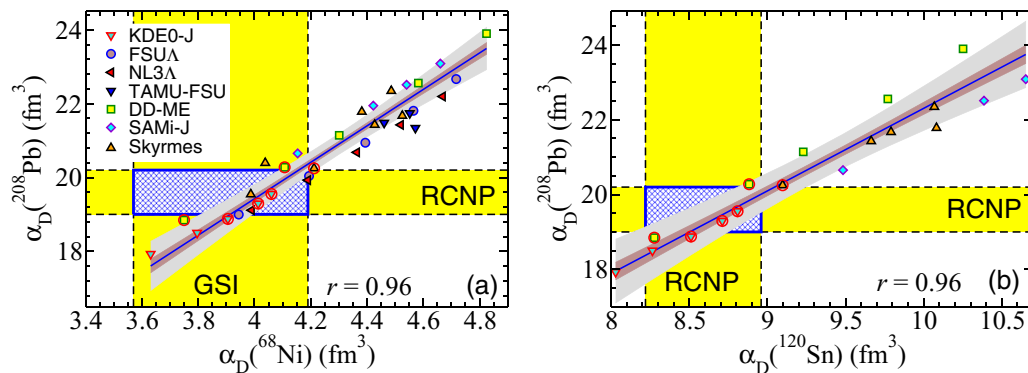 α_D(²⁰⁸Pb) (fm³)
24
22
20
18
KDE0-J
FSUΛ
NL3Λ
TAMU-FSU
DD-ME
SAMi-J
Skyrmes
RCNP
GSI
r = 0.96
(a)
3.4 3.6 3.8 4 4.2 4.4 4.6 4.8
α_D(⁶⁸Ni) (fm³)
α_D(²⁰⁸Pb) (fm³)
24
22
20
18
RCNP
RCNP
r = 0.96
(b)
8 8.5 9 9.5 10 10.5
α_D(¹²⁰Sn) (fm³)